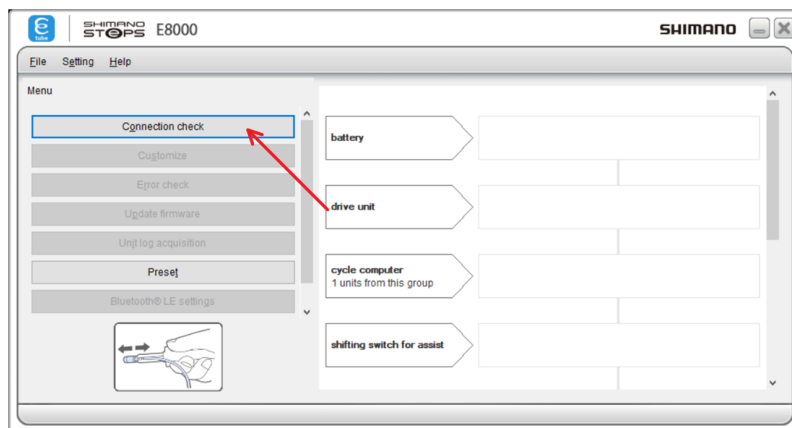 e
tube
SHIMANO
STEPS E8000
SHIMANO
File Setting Help
Menu
Connection check
Customize
Error check
Update firmware
Unit log acquisition
Preset
Bluetooth® LE settings
battery
drive unit
cycle computer
1 units from this group
shifting switch for assist